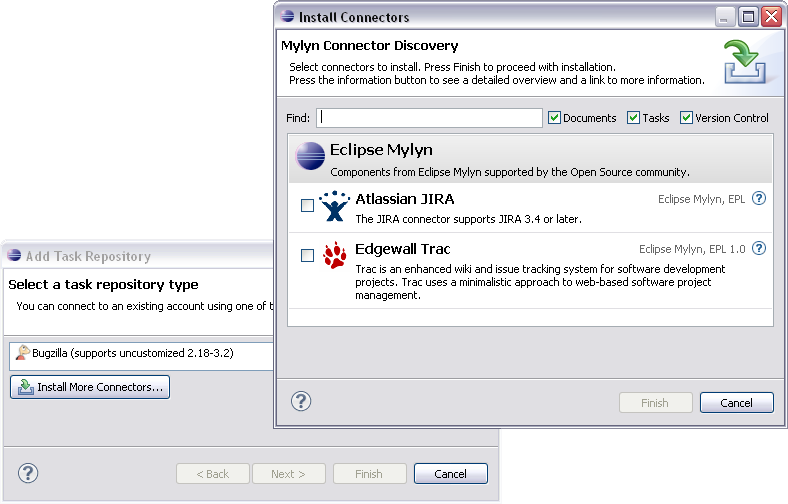 Install Connectors
Mylyn Connector Discovery
Select connectors to install. Press Finish to proceed with installation.
Press the information button to see a detailed overview and a link to more information.
Find:
Documents
Tasks
Version Control
Eclipse Mylyn
Components from Eclipse Mylyn supported by the Open Source community.
Atlassian JIRA
Eclipse Mylyn, EPL
The JIRA connector supports JIRA 3.4 or later.
Edgewall Trac
Eclipse Mylyn, EPL 1.0
Trac is an enhanced wiki and issue tracking system for software development
projects. Trac uses a minimalistic approach to web-based software project
management.
Finish
Cancel
Add Task Repository
Select a task repository type
You can connect to an existing account using one of t
Bugzilla (supports uncustomized 2.18-3.2)
Install More Connectors...
< Back
Next >
Finish
Cancel